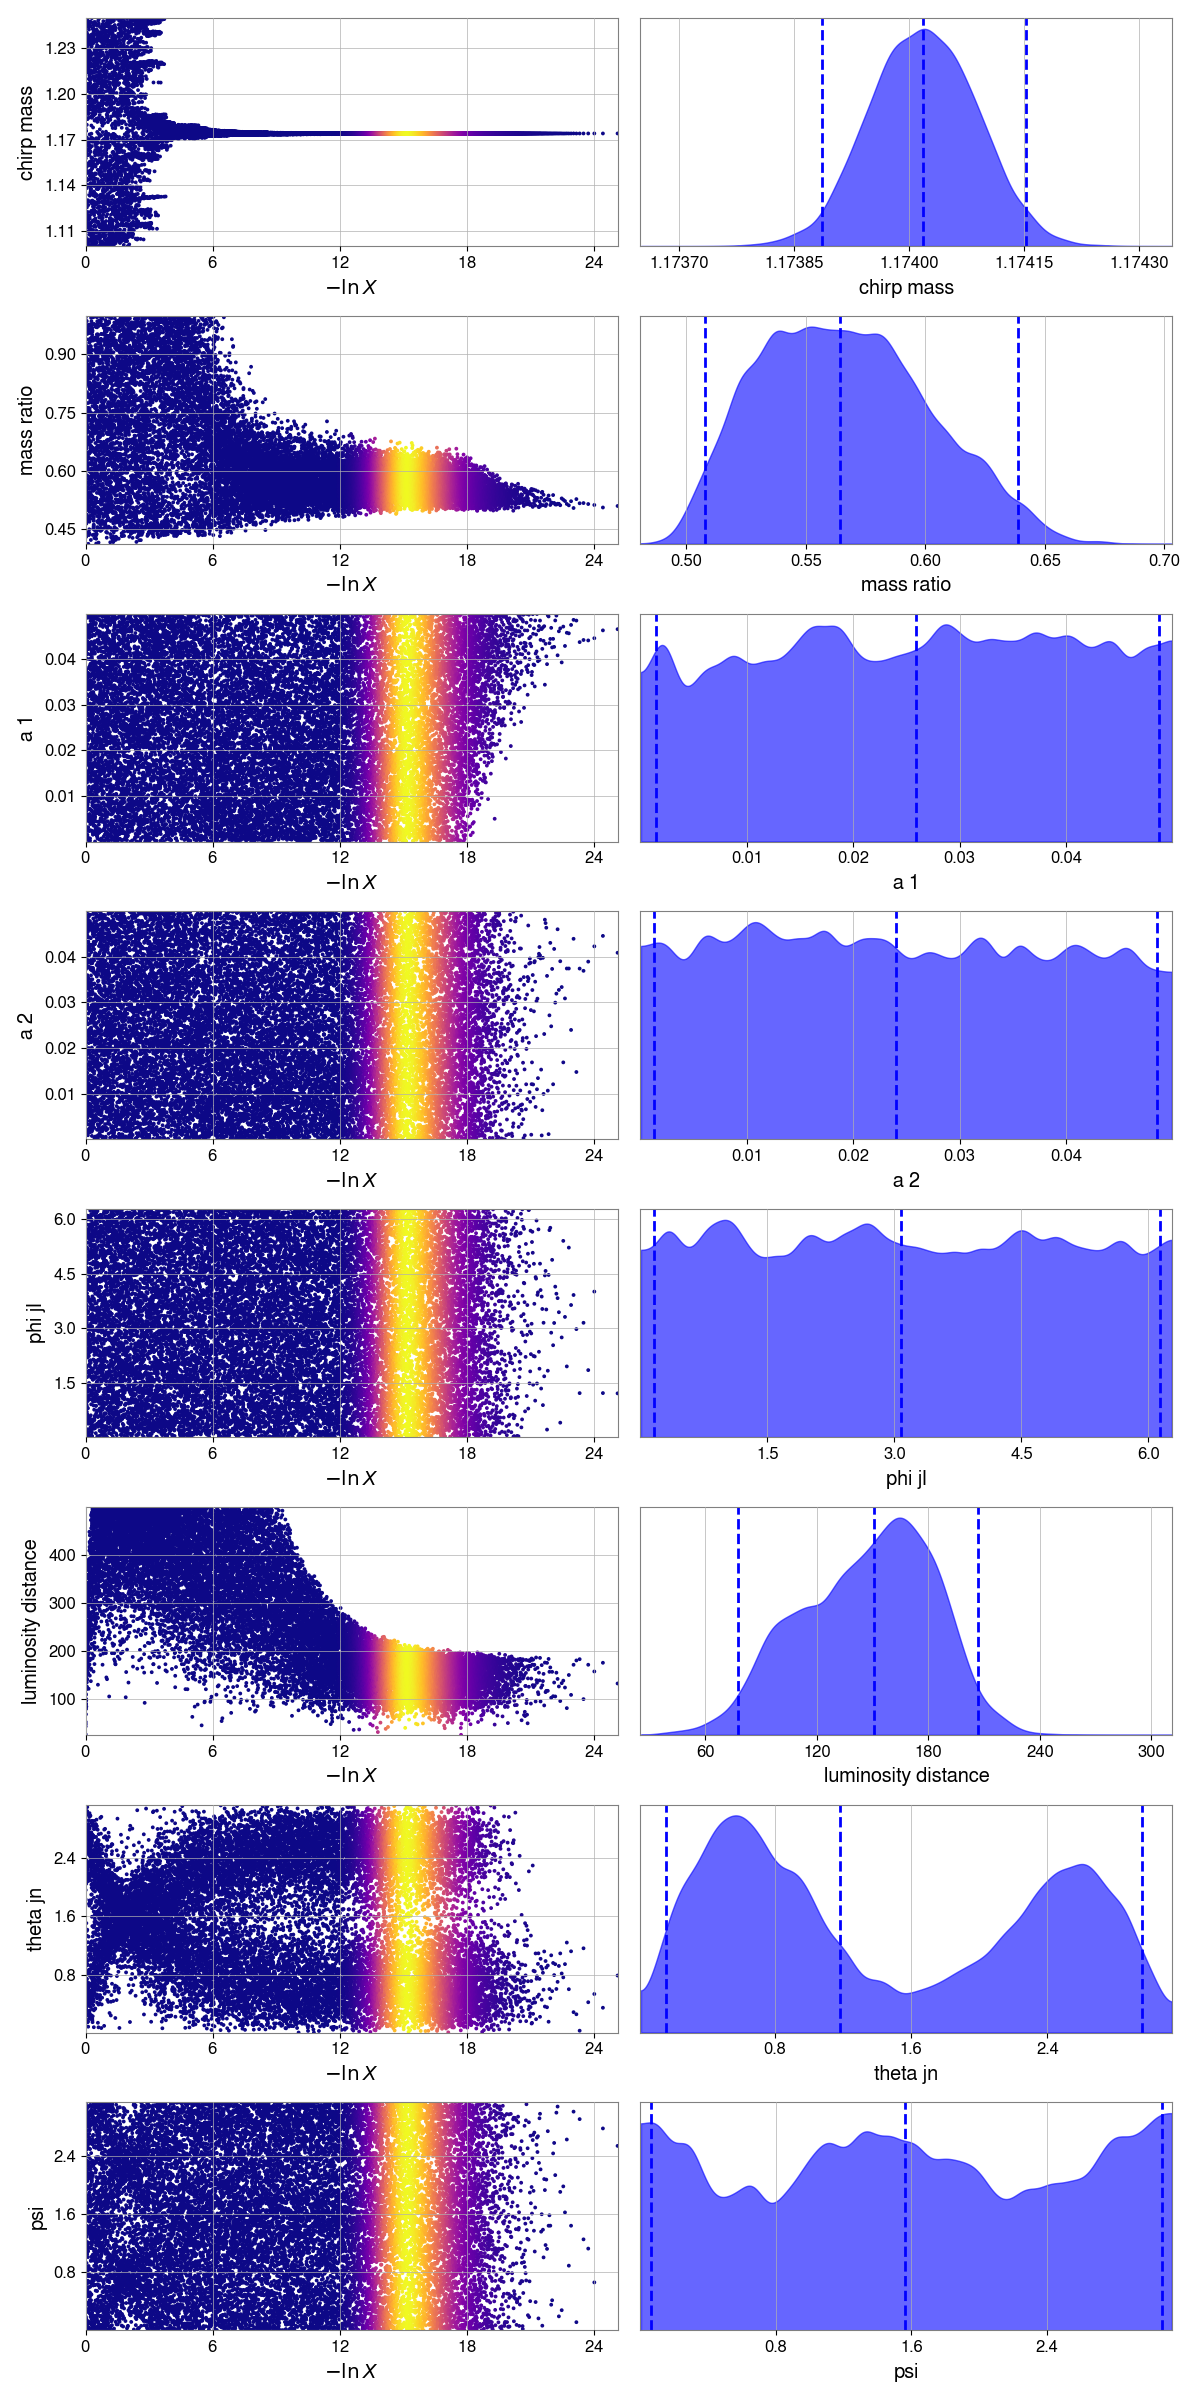 chirp mass
1.23
1.20
1.17
1.14
1.11
0 6 12 18 24
−ln X
1.17370 1.17385 1.17400 1.17415 1.17430
chirp mass
mass ratio
0.90
0.75
0.60
0.45
0 6 12 18 24
−ln X
0.50 0.55 0.60 0.65 0.70
mass ratio
a 1
0.04
0.03
0.02
0.01
0 6 12 18 24
−ln X
0.01 0.02 0.03 0.04
a 1
a 2
0.04
0.03
0.02
0.01
0 6 12 18 24
−ln X
0.01 0.02 0.03 0.04
a 2
phi jl
6.0
4.5
3.0
1.5
0 6 12 18 24
−ln X
1.5 3.0 4.5 6.0
phi jl
luminosity distance
400
300
200
100
0 6 12 18 24
−ln X
60 120 180 240 300
luminosity distance
theta jn
2.4
1.6
0.8
0 6 12 18 24
−ln X
0.8 1.6 2.4
theta jn
psi
2.4
1.6
0.8
0 6 12 18 24
−ln X
0.8 1.6 2.4
psi